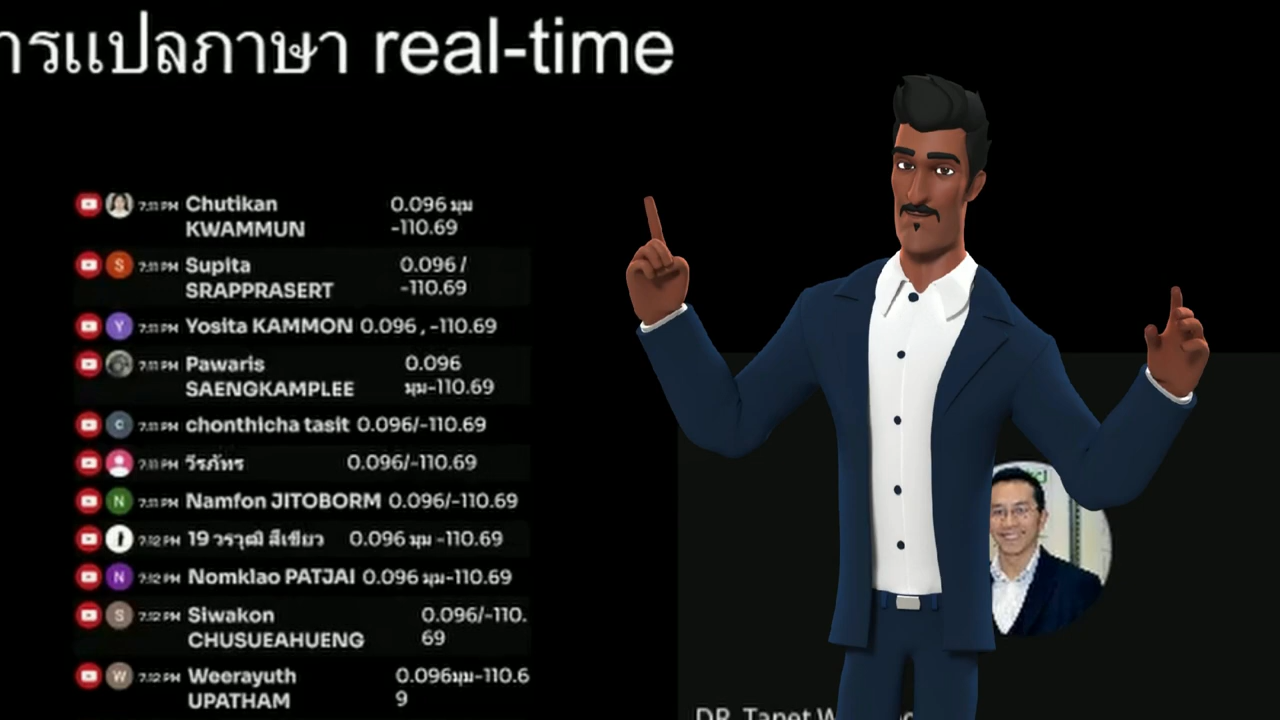 ารแปลภาษา real-time
7:11 PM Chutikan 0.096 มุม
KWAMMUN -110.69
7:11 PM Supita 0.096 /
SRAPPRASERT -110.69
7:11 PM Yosita KAMMON 0.096 , -110.69
7:11 PM Pawaris 0.096
SAENGKAMPLEE มุม-110.69
7:11 PM chonthicha tasit 0.096/-110.69
7:11 PM วีรภัทร 0.096/-110.69
7:11 PM Namfon JITOBORM 0.096/-110.69
7:12 PM 19 วรวุฒิ สีเขียว 0.096 มุม -110.69
7:12 PM Nomklao PATJAI 0.096 มุม-110.69
7:12 PM Siwakon 0.096/-110.
CHUSUEAHUENG 69
7:12 PM Weerayuth 0.096มุม-110.6
UPATHAM 9
DR. Tanet W